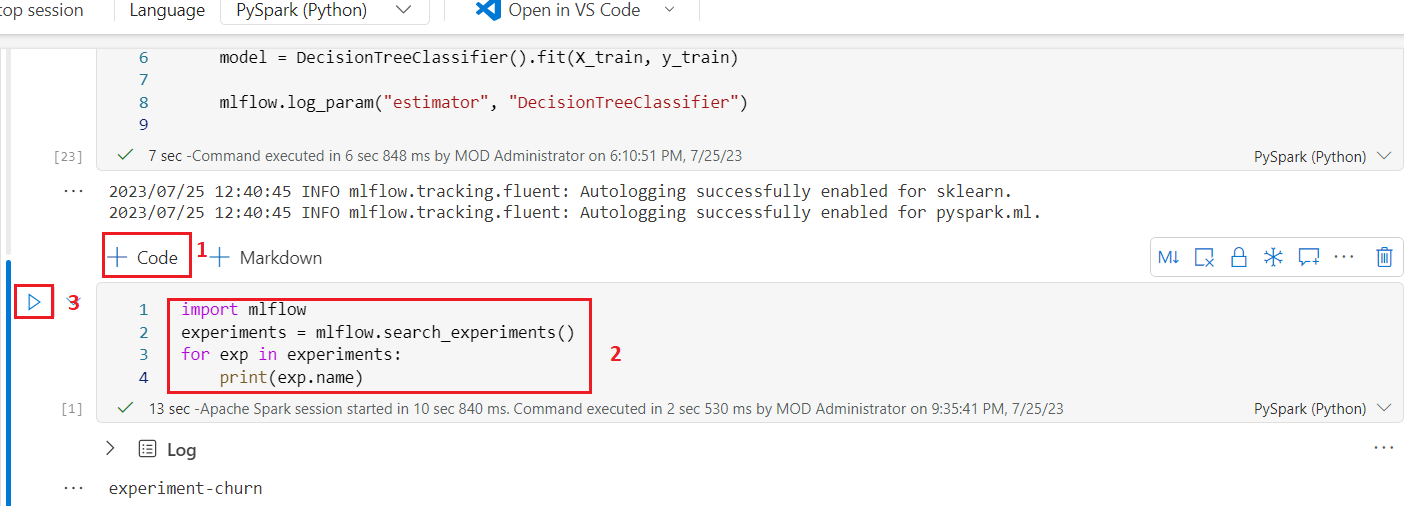 top session Language PySpark (Python) Open in VS Code
6 model = DecisionTreeClassifier().fit(X_train, y_train)
7
8 mlflow.log_param("estimator", "DecisionTreeClassifier")
9
[23] 7 sec -Command executed in 6 sec 848 ms by MOD Administrator on 6:10:51 PM, 7/25/23 PySpark (Python)
... 2023/07/25 12:40:45 INFO mlflow.tracking.fluent: Autologging successfully enabled for sklearn.
2023/07/25 12:40:45 INFO mlflow.tracking.fluent: Autologging successfully enabled for pyspark.ml.
+ Code 1 + Markdown M↓ ...
3
1 import mlflow
2 experiments = mlflow.search_experiments()
3 for exp in experiments: 2
4 print(exp.name)
[1] 13 sec -Apache Spark session started in 10 sec 840 ms. Command executed in 2 sec 530 ms by MOD Administrator on 9:35:41 PM, 7/25/23 PySpark (Python)
Log ...
... experiment-churn